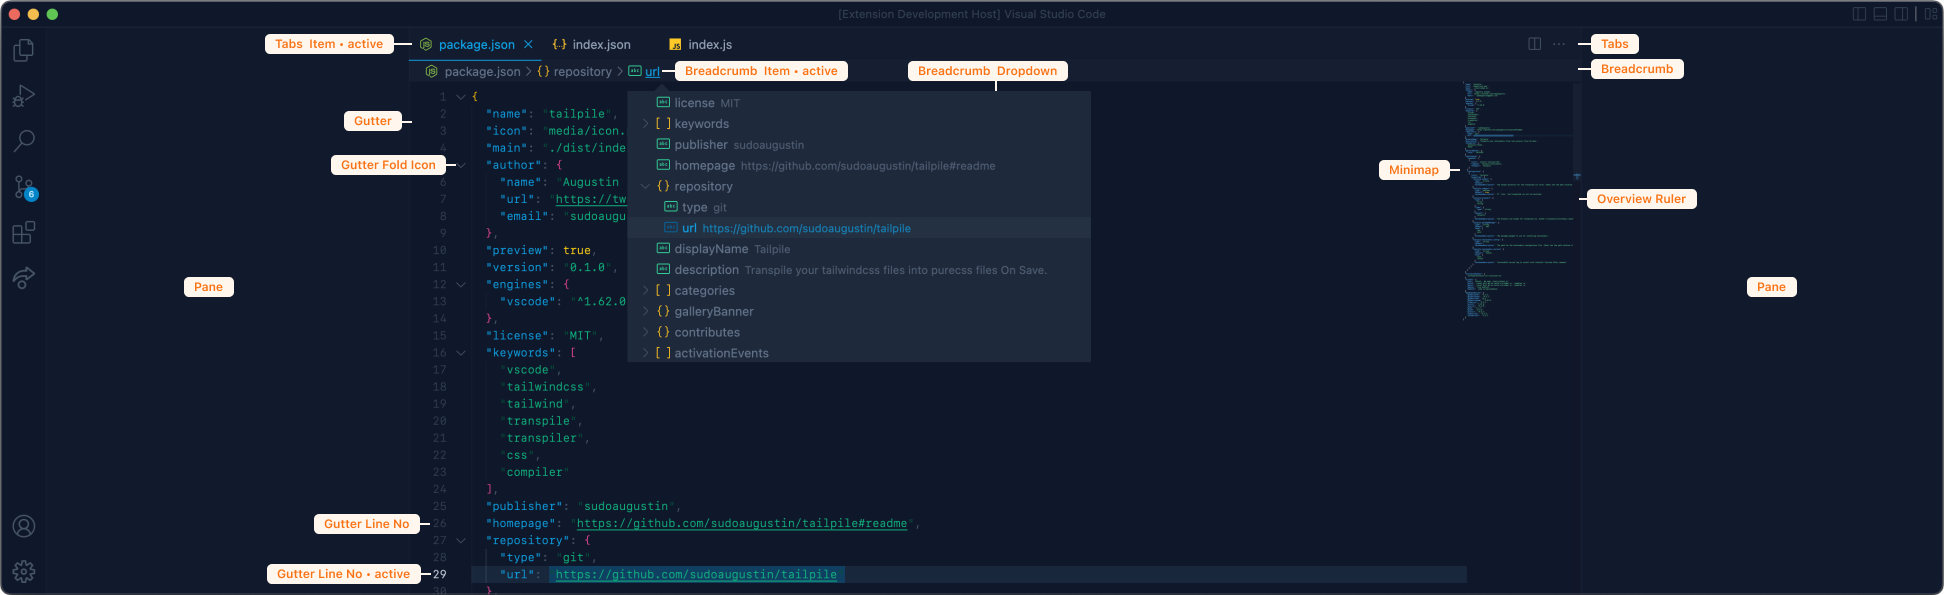 [Extension Development Host] Visual Studio Code
Tabs Item • active
package.json
index.json
index.js
Tabs
package.json > {} repository > url
Breadcrumb Item • active
Breadcrumb Dropdown
Breadcrumb
1 {
2 "name": "tailpile",
3 "icon": "media/icon.
4 "main": "./dist/inde
"author": {
6 "name": "Augustin
7 "url": "https://tw
8 "email": "sudoaugu
9 },
10 "preview": true,
11 "version": "0.1.0",
12 "engines": {
13 "vscode": "^1.62.0
14 },
15 "license": "MIT",
16 "keywords": [
17 "vscode",
18 "tailwindcss",
19 "tailwind",
20 "transpile",
21 "transpiler",
22 "css",
23 "compiler"
24 ],
25 "publisher": "sudoaugustin",
26 "homepage": "https://github.com/sudoaugustin/tailpile#readme",
27 "repository": {
28 "type": "git",
29 "url": https://github.com/sudoaugustin/tailpile
30 },
license MIT
[ ] keywords
publisher sudoaugustin
homepage https://github.com/sudoaugustin/tailpile#readme
{} repository
type git
url https://github.com/sudoaugustin/tailpile
displayName Tailpile
description Transpile your tailwindcss files into purecss files On Save.
[ ] categories
{} galleryBanner
{} contributes
[ ] activationEvents
Gutter
Gutter Fold Icon
6
Pane
Gutter Line No
Gutter Line No • active
Minimap
Overview Ruler
Pane